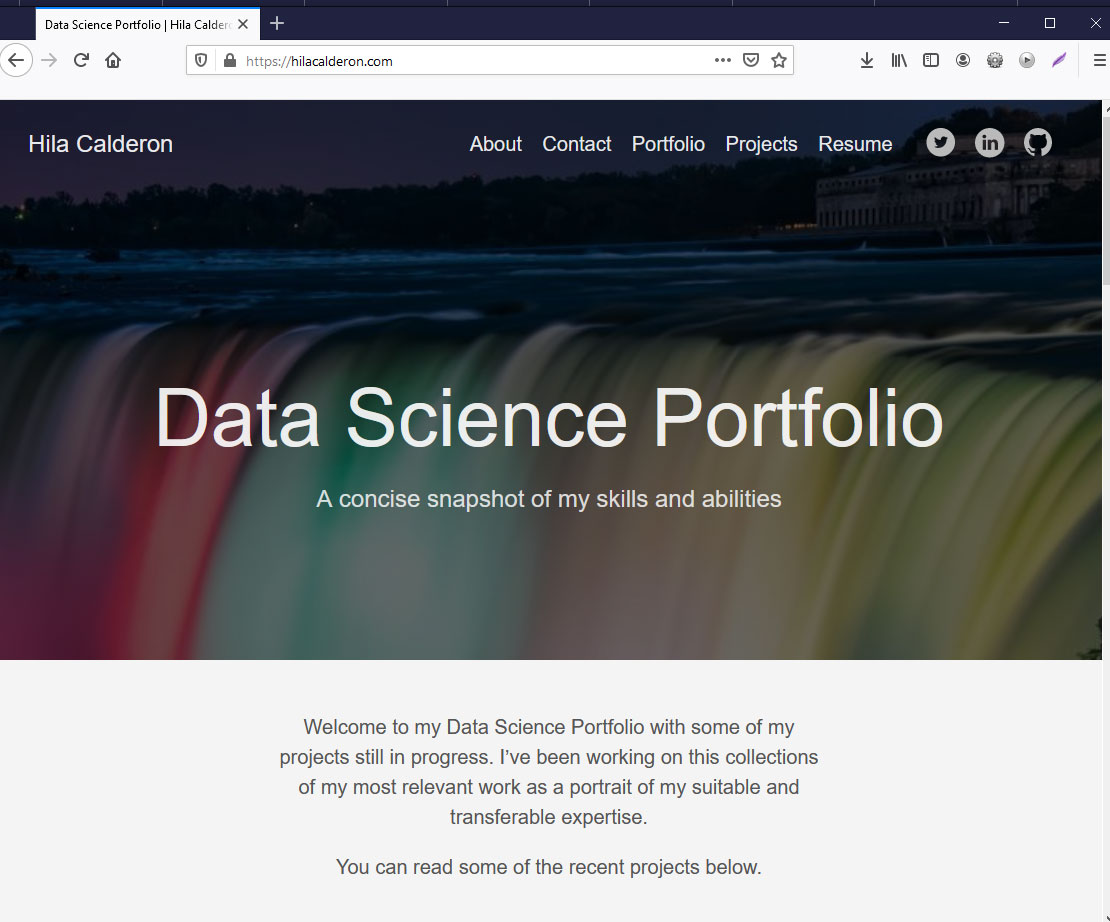 Data Science Portfolio | Hila Calder
https://hilacalderon.com
Hila Calderon
About Contact Portfolio Projects Resume
in
Data Science Portfolio
A concise snapshot of my skills and abilities
Welcome to my Data Science Portfolio with some of my
projects still in progress. I’ve been working on this collections
of my most relevant work as a portrait of my suitable and
transferable expertise.
You can read some of the recent projects below.